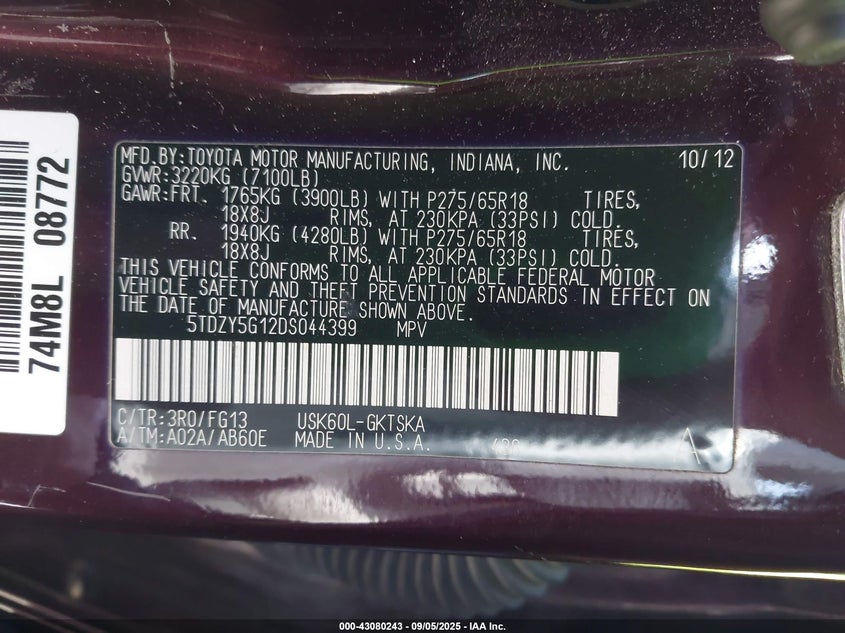 74M8L 08772
MFD.BY:TOYOTA MOTOR MANUFACTURING, INDIANA, INC. 10/12
GVWR:3220KG (7100LB)
GAWR:FRT. 1765KG (3900LB) WITH P275/65R18 TIRES,
18X8J RIMS, AT 230KPA (33PSI) COLD.
RR. 1940KG (4280LB) WITH P275/65R18 TIRES,
18X8J RIMS, AT 230KPA (33PSI) COLD.
THIS VEHICLE CONFORMS TO ALL APPLICABLE FEDERAL MOTOR
VEHICLE SAFETY AND THEFT PREVENTION STANDARDS IN EFFECT ON
THE DATE OF MANUFACTURE SHOWN ABOVE.
5TDZY5G12DS044399 MPV
C/TR:3R0/FG13 USK60L-GKTSKA
A/TM:A02A/AB60E MADE IN U.S.A. A
000-43080243 - 09/05/2025 - IAA Inc.